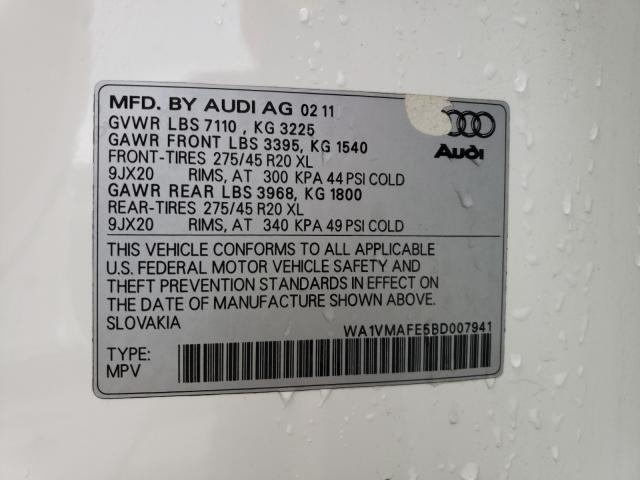 MFD. BY AUDI AG 02 11
GVWR LBS 7110 , KG 3225
GAWR FRONT LBS 3395, KG 1540
FRONT-TIRES 275/45 R20 XL
9JX20 RIMS, AT 300 KPA 44 PSI COLD
GAWR REAR LBS 3968, KG 1800
REAR-TIRES 275/45 R20 XL
9JX20 RIMS, AT 340 KPA 49 PSI COLD
Audi
THIS VEHICLE CONFORMS TO ALL APPLICABLE
U.S. FEDERAL MOTOR VEHICLE SAFETY AND
THEFT PREVENTION STANDARDS IN EFFECT ON
THE DATE OF MANUFACTURE SHOWN ABOVE.
SLOVAKIA WA1VMAFE5BD007941
TYPE:
MPV